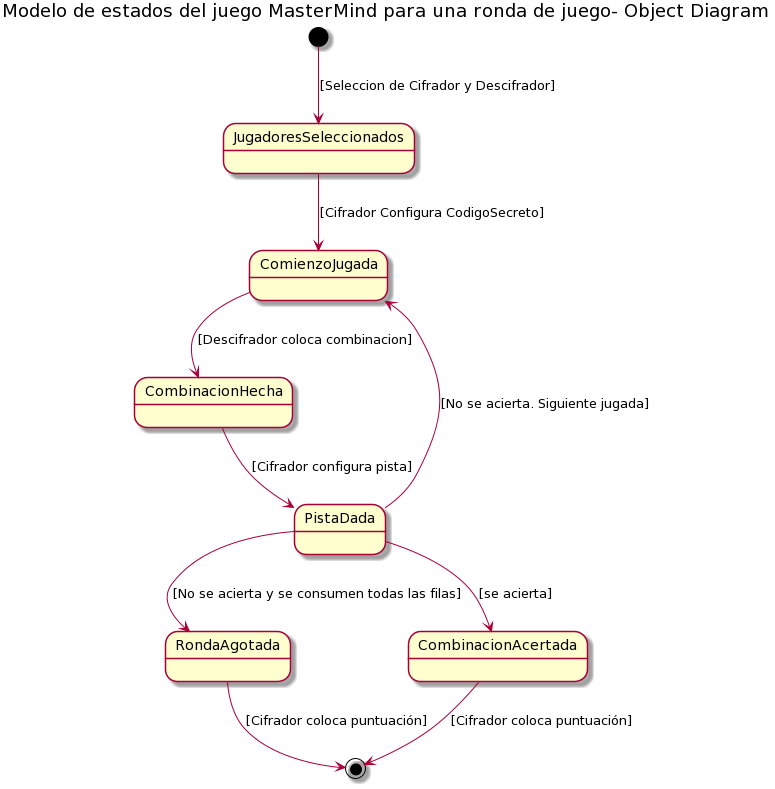 Modelo de estados del juego MasterMind para una ronda de juego- Object Diagram
[Seleccion de Cifrador y Descifrador]
JugadoresSeleccionados
[Cifrador Configura CodigoSecreto]
ComienzoJugada
[Descifrador coloca combinacion]
CombinacionHecha
[No se acierta. Siguiente jugada]
[Cifrador configura pista]
PistaDada
[No se acierta y se consumen todas las filas]
[se acierta]
RondaAgotada
CombinacionAcertada
[Cifrador coloca puntuación]
[Cifrador coloca puntuación]